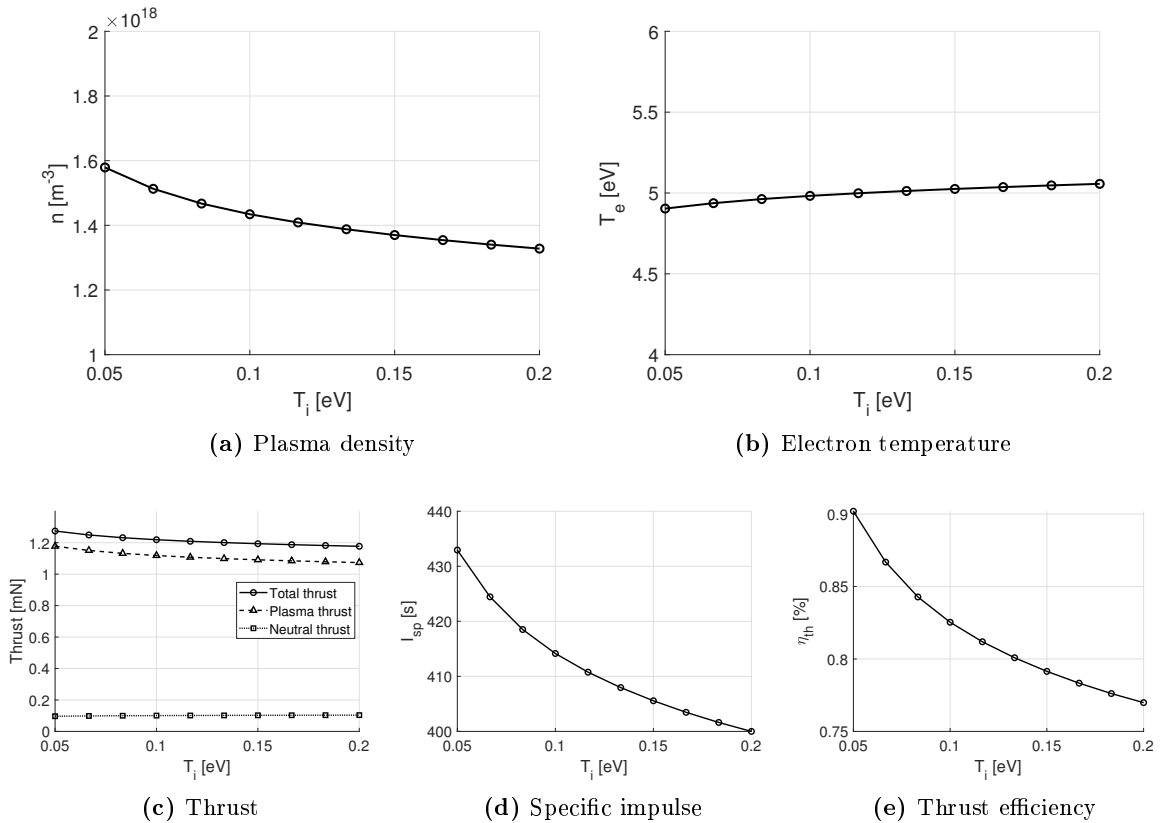 ×10^18
2
1.8
1.6
1.4
1.2
1
n [m^-3]
0.05 0.1 0.15 0.2
T_i [eV]
(a) Plasma density
6
5.5
5
4.5
4
T_e [eV]
0.05 0.1 0.15 0.2
T_i [eV]
(b) Electron temperature
1.2
1
0.8
0.6
0.4
0.2
0
Thrust [mN]
Total thrust
Plasma thrust
Neutral thrust
0.05 0.1 0.15 0.2
T_i [eV]
(c) Thrust
440
430
420
410
400
I_sp [s]
0.05 0.1 0.15 0.2
T_i [eV]
(d) Specific impulse
0.9
0.85
0.8
0.75
η_th [%]
0.05 0.1 0.15 0.2
T_i [eV]
(e) Thrust efficiency